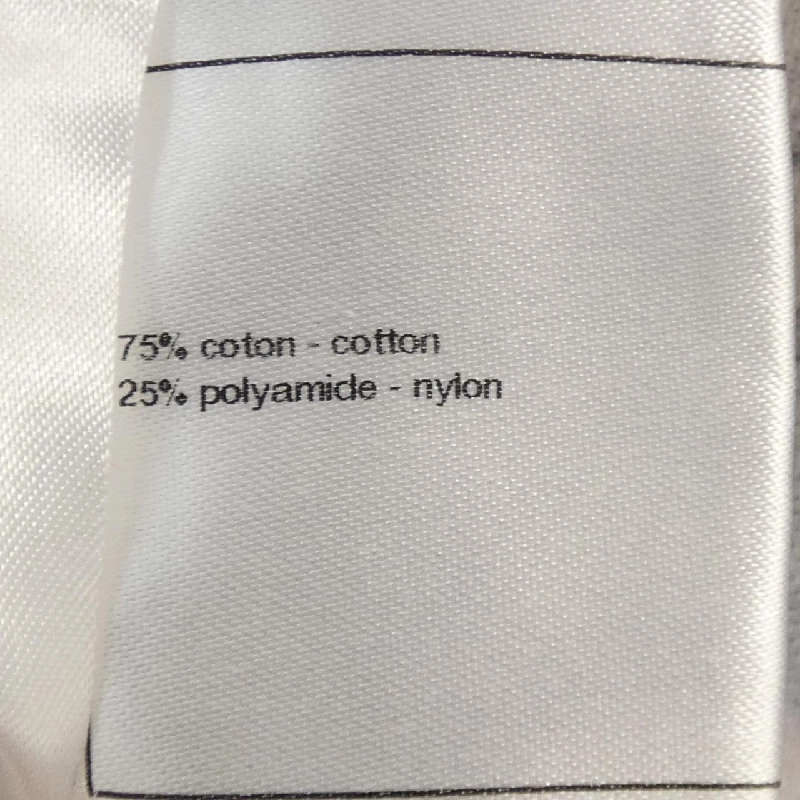 75% coton - cotton
25% polyamide - nylon